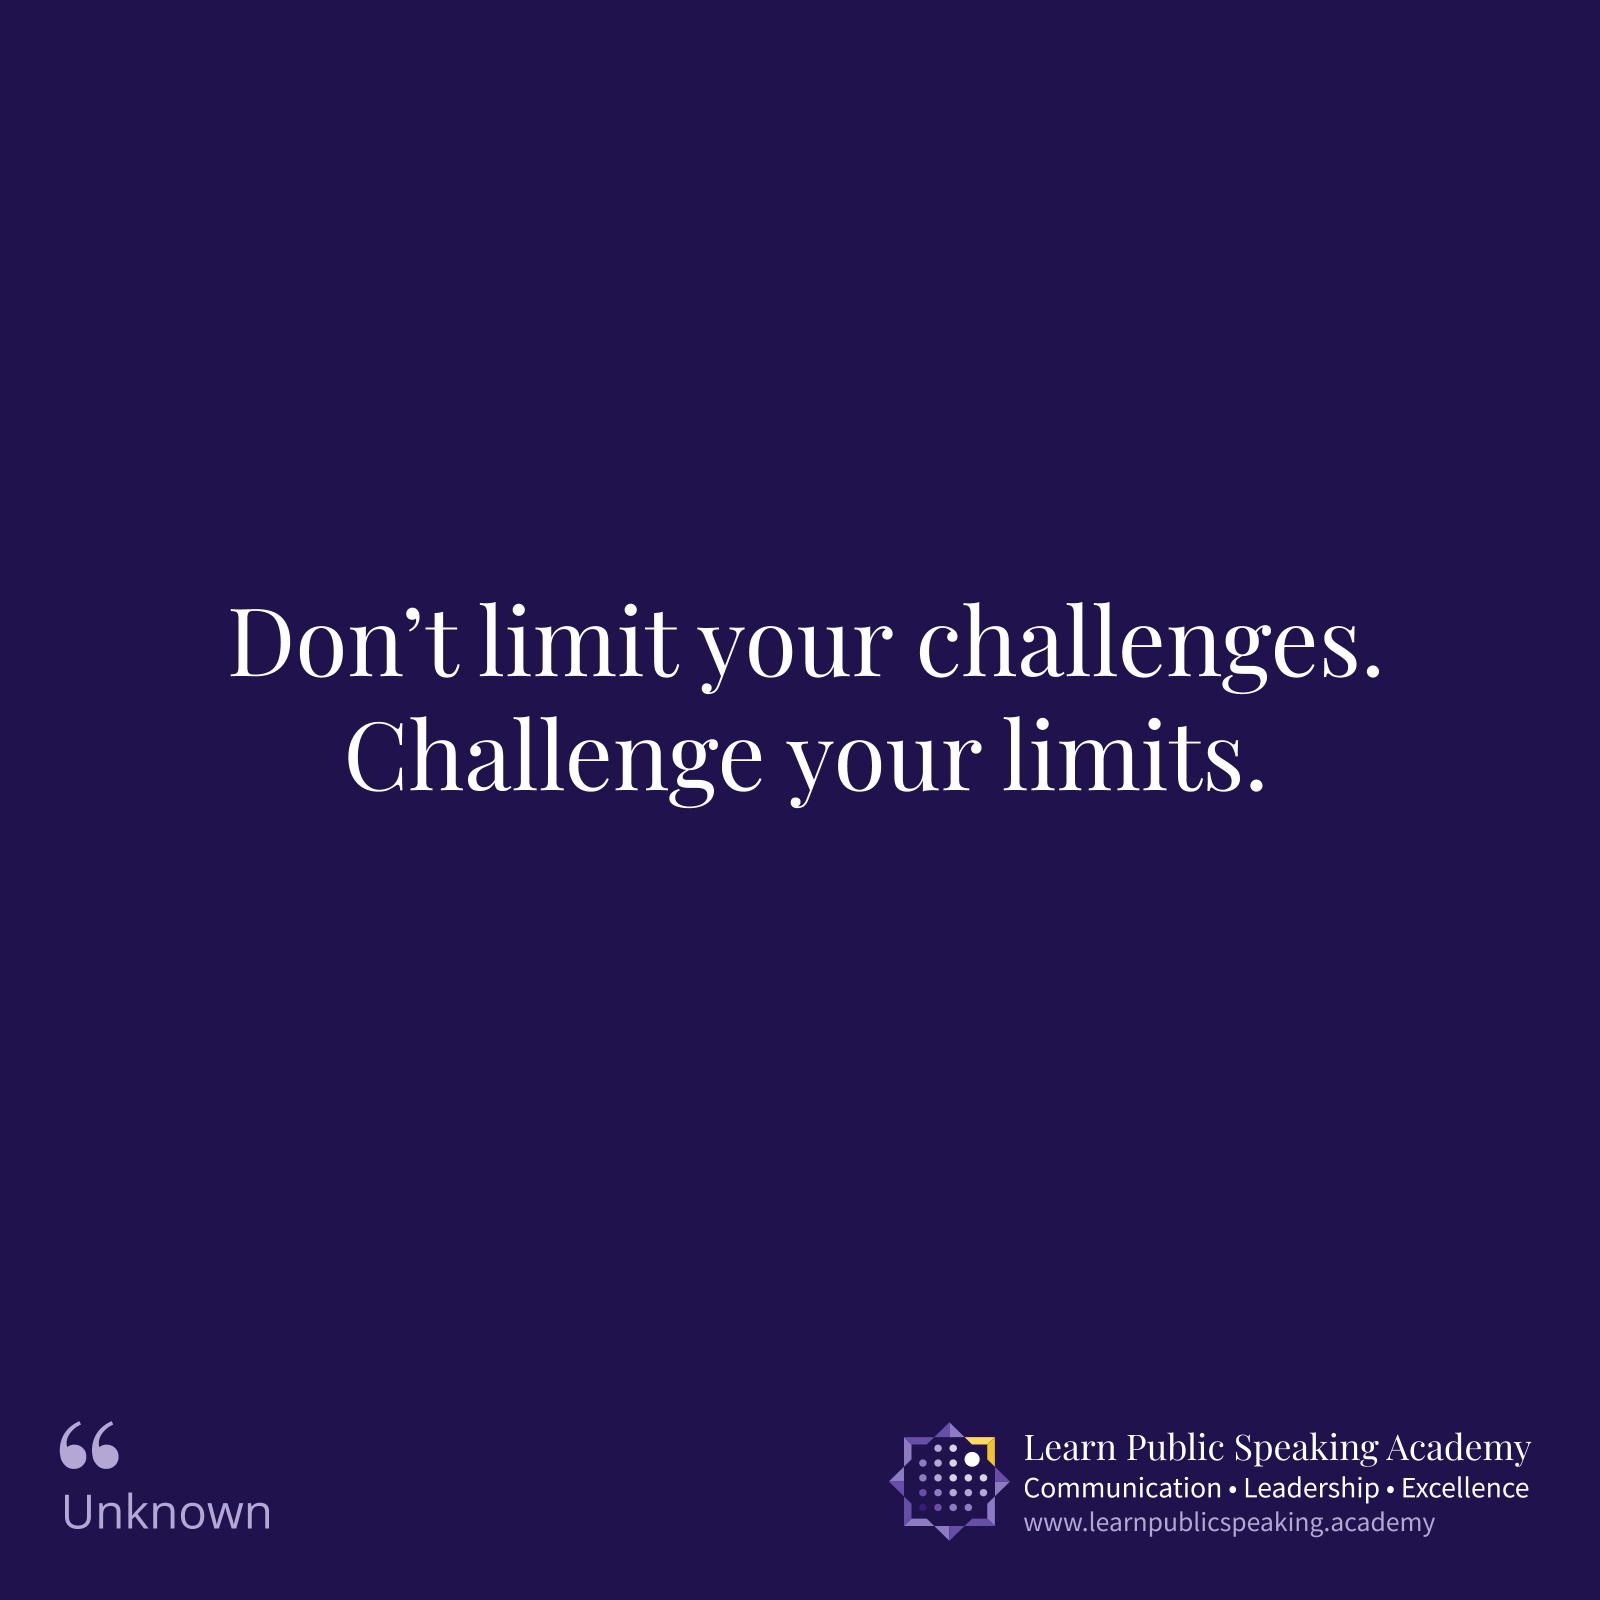 Don’t limit your challenges.
Challenge your limits.
“
Unknown
Learn Public Speaking Academy
Communication • Leadership • Excellence
www.learnpublicspeaking.academy